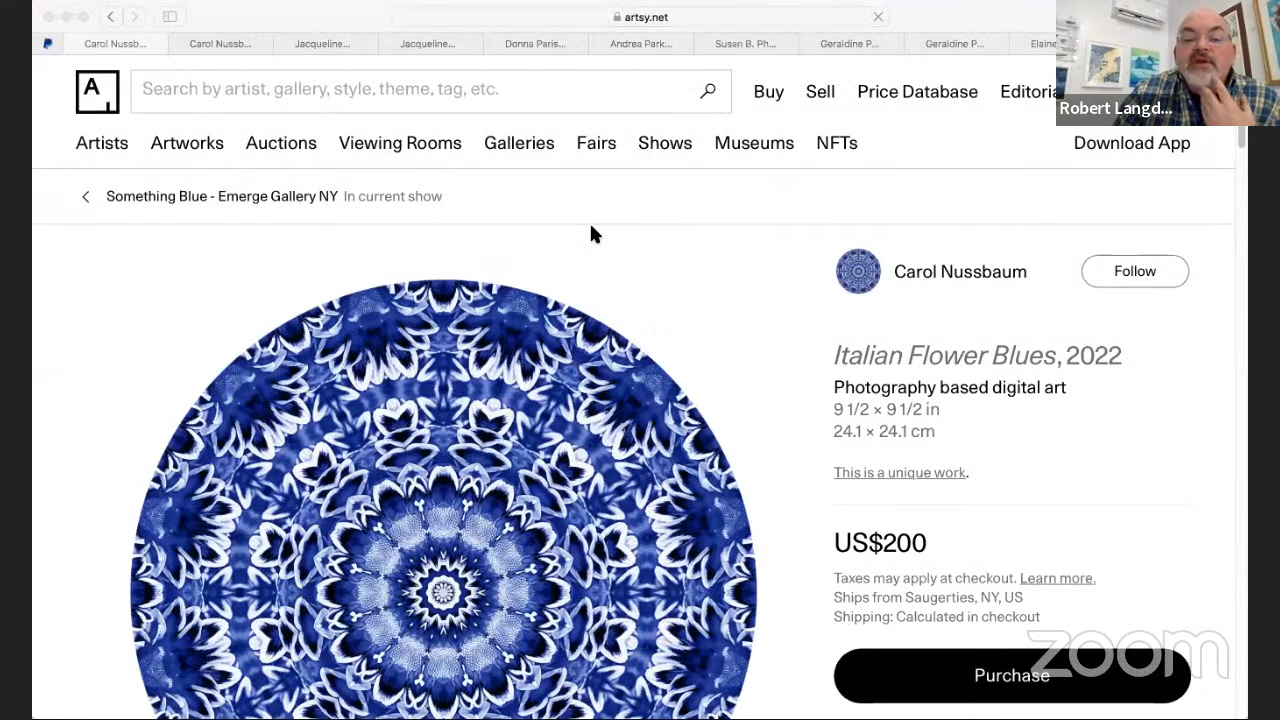 artsy.net
Carol Nussb...
Carol Nussb...
Jacqueline...
Jacqueline...
Donna Paris...
Andrea Park...
Susan B. Ph...
Geraldine P...
Geraldine P...
Elaine
A
Search by artist, gallery, style, theme, tag, etc.
Buy
Sell
Price Database
Editoria
Robert Langd...
Artists
Artworks
Auctions
Viewing Rooms
Galleries
Fairs
Shows
Museums
NFTs
Download App
Something Blue - Emerge Gallery NY In current show
Carol Nussbaum
Follow
Italian Flower Blues, 2022
Photography based digital art
9 1/2 × 9 1/2 in
24.1 × 24.1 cm
This is a unique work.
US$200
Taxes may apply at checkout. Learn more.
Ships from Saugerties, NY, US
Shipping: Calculated in checkout
zoom
Purchase